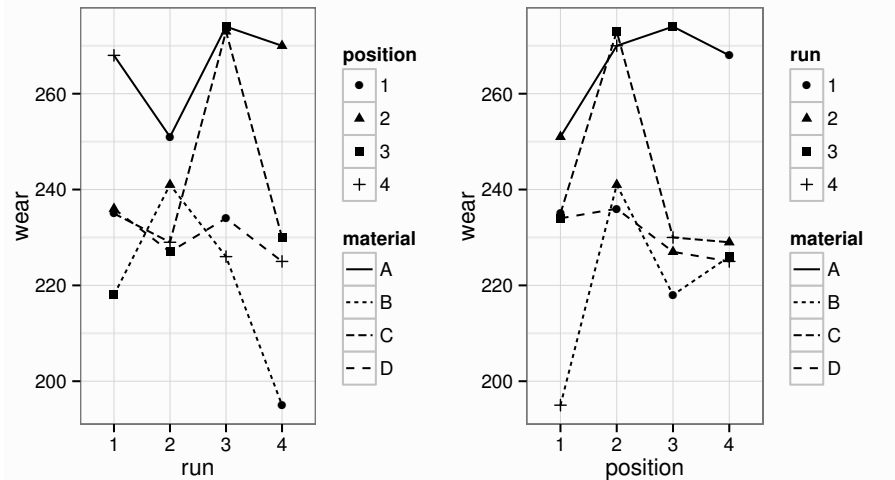 wear
260
240
220
200
1 2 3 4
run
position
1
2
3
4
material
A
B
C
D
wear
260
240
220
200
1 2 3 4
position
run
1
2
3
4
material
A
B
C
D